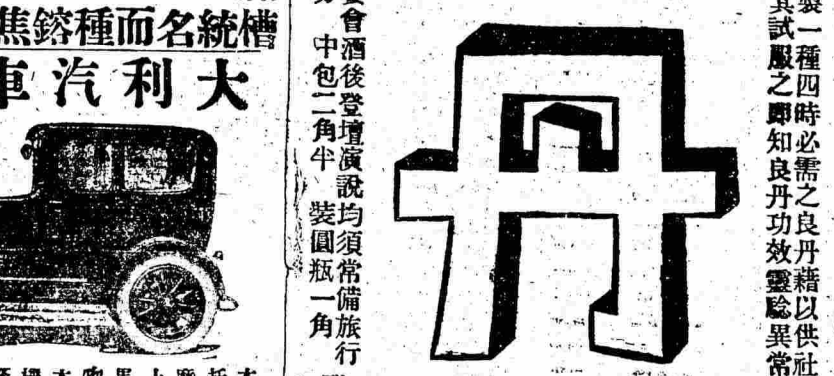 製一種四時必需之良丹藉以供社
其試服之卽知良丹功效靈騐異常
丹
會酒後登壇演說均須常備旅行
中包二角半 裝圓瓶一角
槽統名而種鎔焦
大利汽車